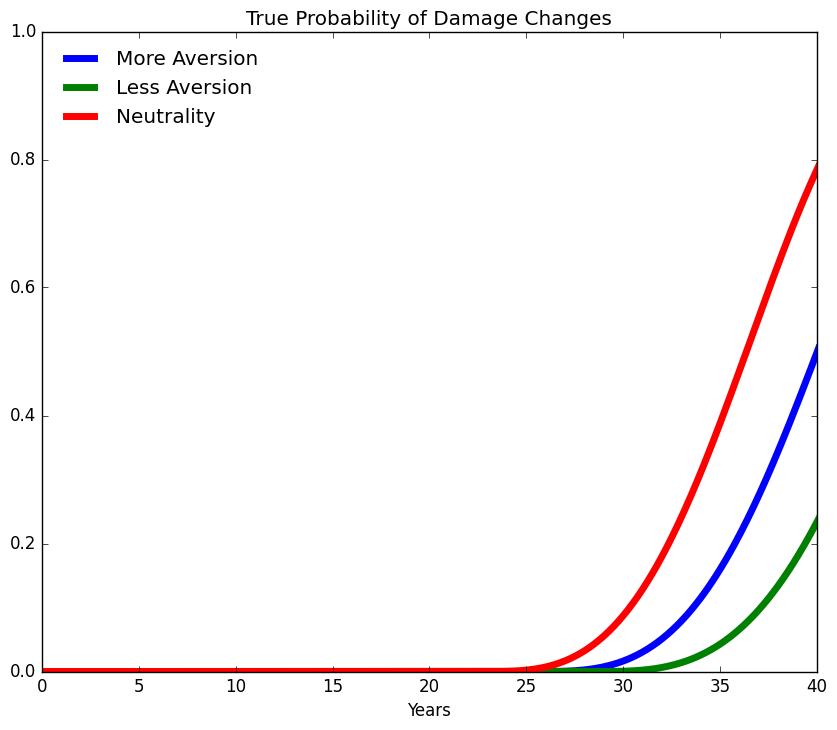 True Probability of Damage Changes
1.0
More Aversion
Less Aversion
Neutrality
0.8
0.6
0.4
0.2
0.0
0 5 10 15 20 25 30 35 40
Years